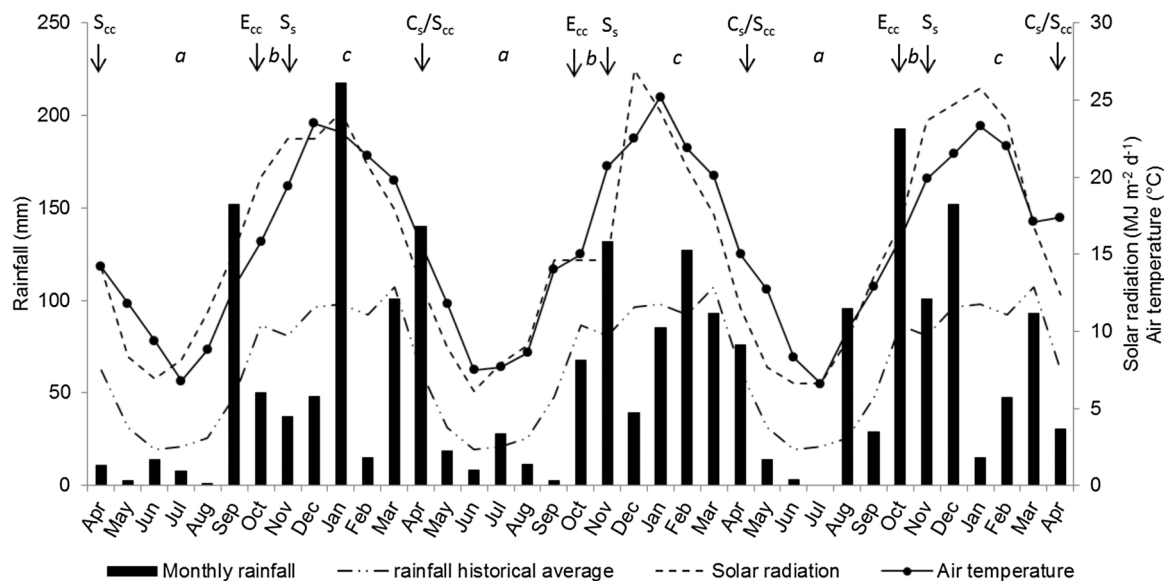 S_cc E_cc S_s C_s/S_cc E_cc S_s C_s/S_cc E_cc S_s C_s/S_cc
a b c a b c a b c
250
200
150
100
50
0
Rainfall (mm)
30
25
20
15
10
5
0
Solar radiation (MJ m⁻² d⁻¹)
Air temperature (°C)
Apr May Jun Jul Aug Sep Oct Nov Dec Jan Feb Mar Apr May Jun Jul Aug Sep Oct Nov Dec Jan Feb Mar Apr May Jun Jul Aug Sep Oct Nov Dec Jan Feb Mar Apr
Monthly rainfall rainfall historical average Solar radiation Air temperature